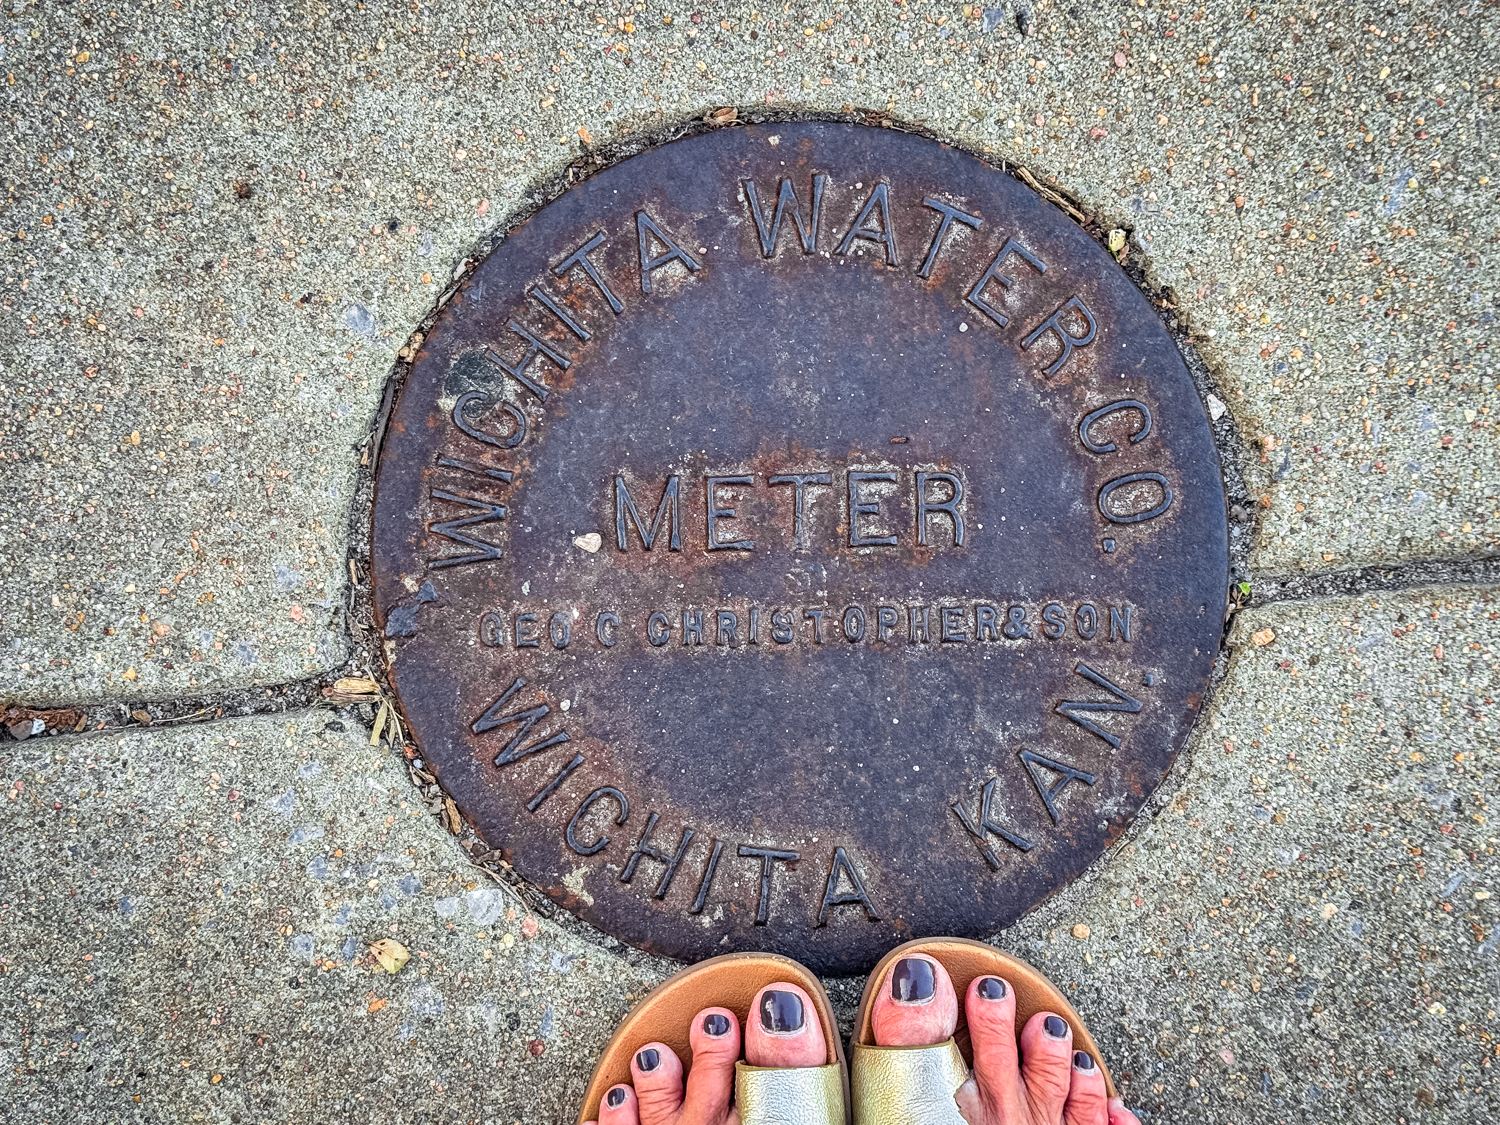 WICHITA WATER CO.
METER
GEO C CHRISTOPHER&SON
WICHITA KAN.